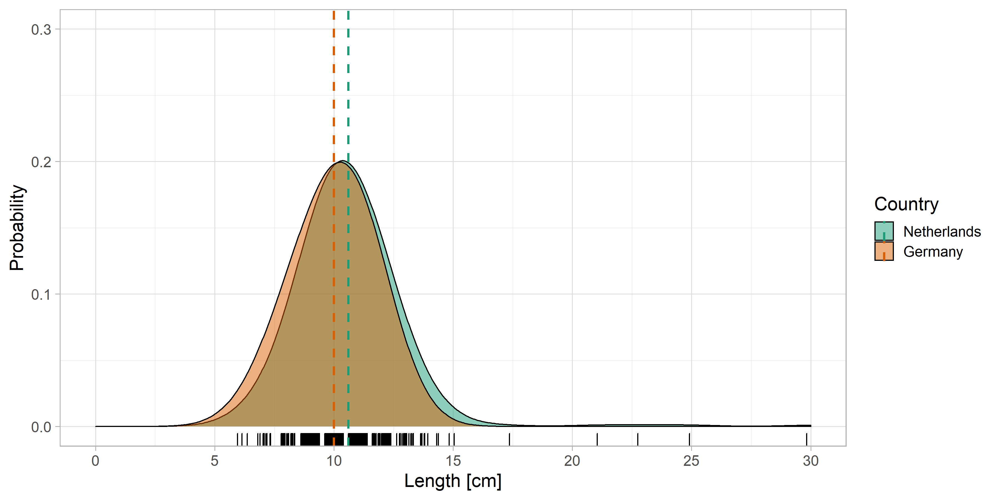 0.3
0.2
0.1
0.0
Probability
0 5 10 15 20 25 30
Length [cm]
Country
Netherlands
Germany